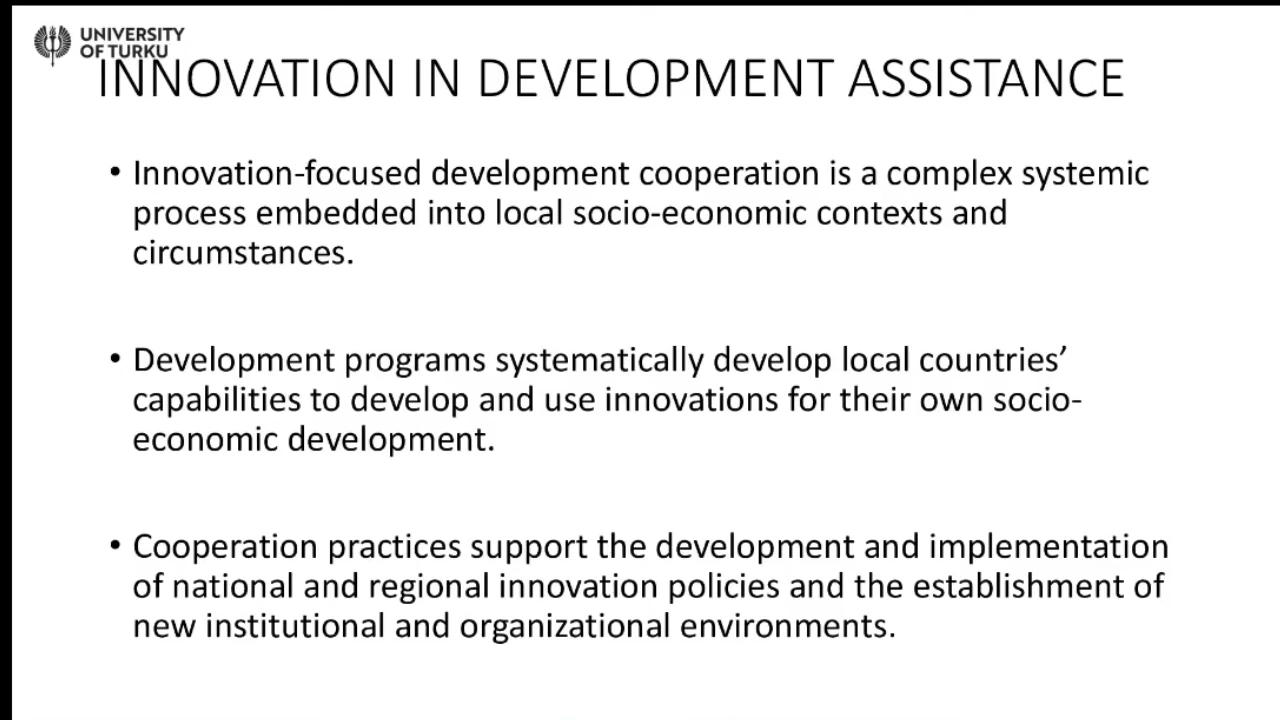 UNIVERSITY
OF TURKU
INNOVATION IN DEVELOPMENT ASSISTANCE
• Innovation-focused development cooperation is a complex systemic
process embedded into local socio-economic contexts and
circumstances.
• Development programs systematically develop local countries’
capabilities to develop and use innovations for their own socio-
economic development.
• Cooperation practices support the development and implementation
of national and regional innovation policies and the establishment of
new institutional and organizational environments.